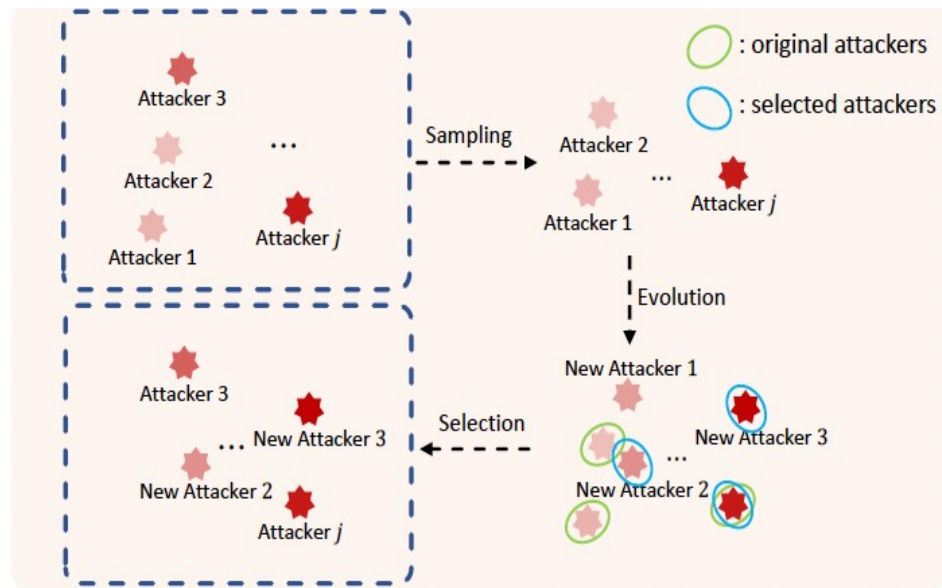 : original attackers
: selected attackers
Attacker 3
Attacker 2
...
Attacker 1
Attacker j
Sampling
Attacker 2
...
Attacker 1
Attacker j
Evolution
New Attacker 1
New Attacker 3
...
New Attacker 2
Selection
Attacker 3
New Attacker 3
...
New Attacker 2
Attacker j